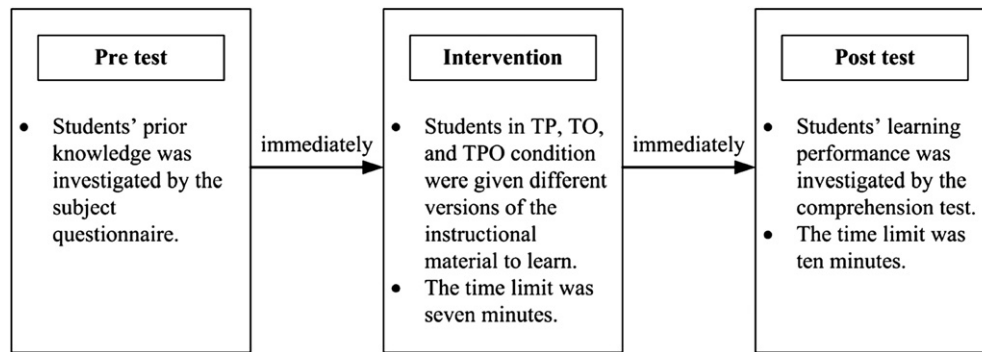 Pre test
• Students’ prior
knowledge was
investigated by the
subject
questionnaire.
immediately
Intervention
• Students in TP, TO,
and TPO condition
were given different
versions of the
instructional
material to learn.
• The time limit was
seven minutes.
immediately
Post test
• Students’ learning
performance was
investigated by the
comprehension test.
• The time limit was
ten minutes.